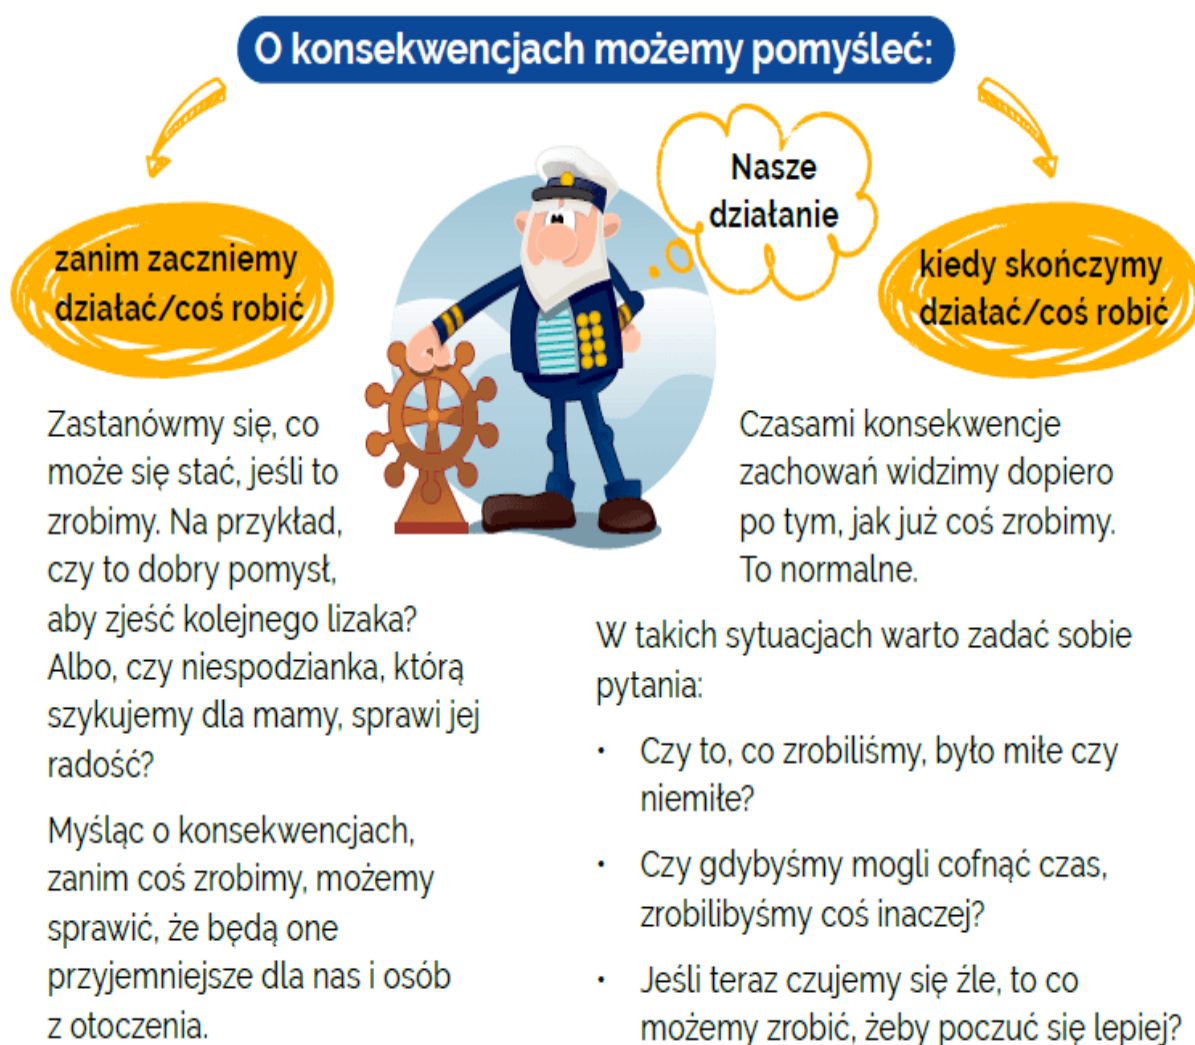 O konsekwencjach możemy pomyśleć:
Nasze
działanie
zanim zaczniemy
działać/coś robić
Zastanówmy się, co
może się stać, jeśli to
zrobimy. Na przykład,
czy to dobry pomysł,
aby zjeść kolejnego lizaka?
Albo, czy niespodzianka, którą
szykujemy dla mamy, sprawi jej
radość?
Myśląc o konsekwencjach,
zanim coś zrobimy, możemy
sprawić, że będą one
przyjemniejsze dla nas i osób
z otoczenia.
kiedy skończymy
działać/coś robić
Czasami konsekwencje
zachowań widzimy dopiero
po tym, jak już coś zrobimy.
To normalne.
W takich sytuacjach warto zadać sobie
pytania:
• Czy to, co zrobiliśmy, było miłe czy
niemiłe?
• Czy gdybyśmy mogli cofnąć czas,
zrobilibyśmy coś inaczej?
• Jeśli teraz czujemy się źle, to co
możemy zrobić, żeby poczuć się lepiej?